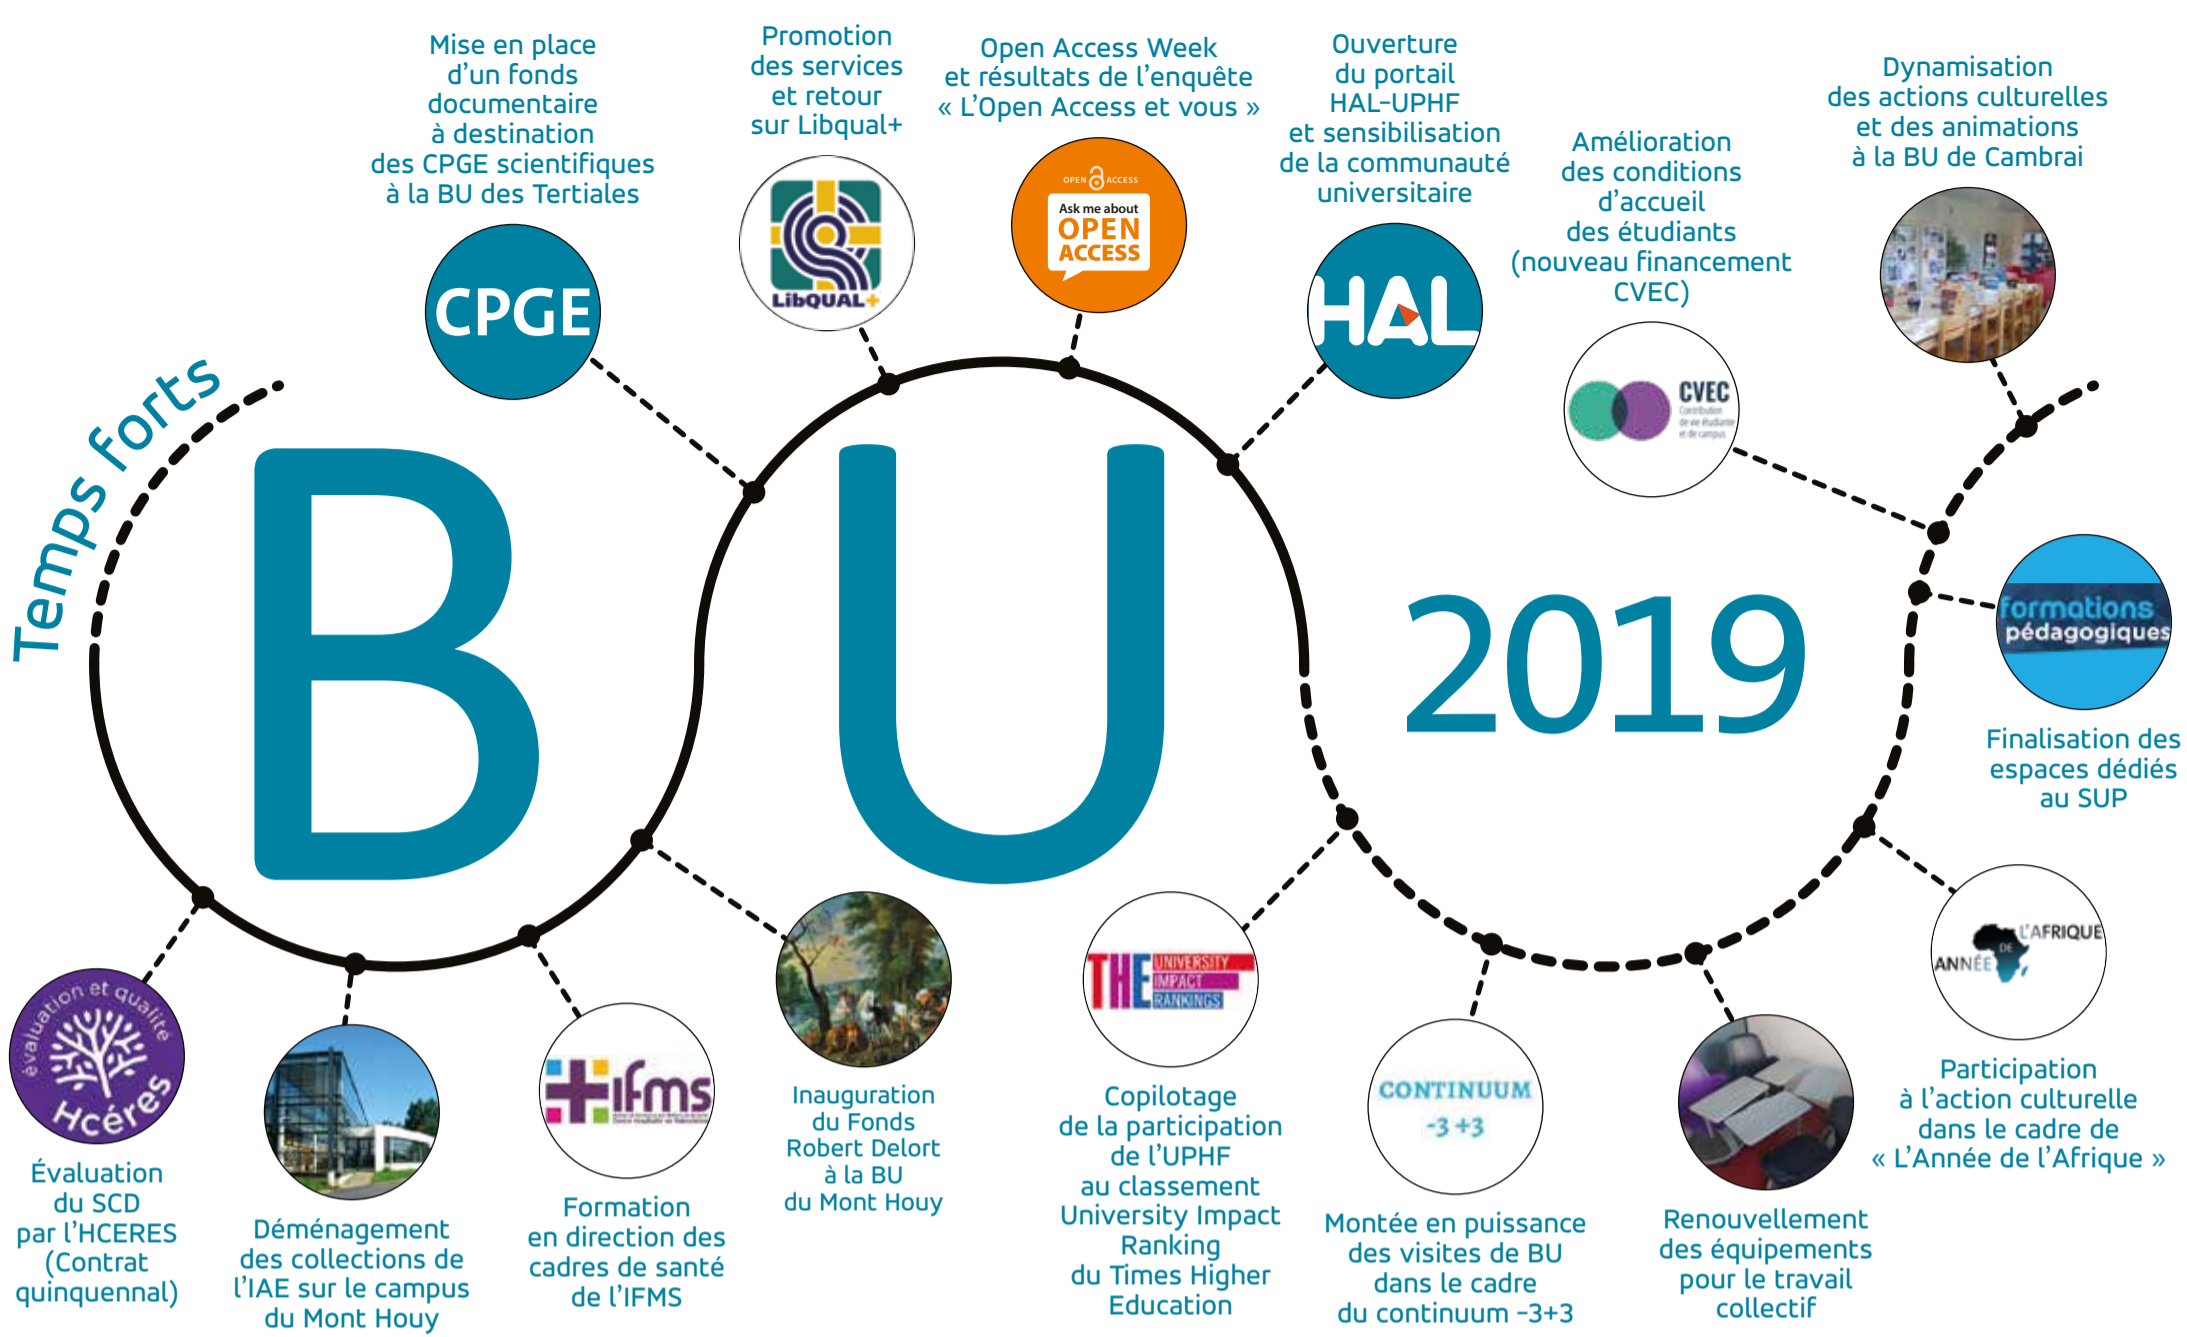 Temps forts
BU
2019
Évaluation
du SCD
par l'HCERES
(Contrat
quinquennal)
évaluation et qualité
Hcéres
Déménagement
des collections de
l'IAE sur le campus
du Mont Houy
ifms
Formation
en direction des
cadres de santé
de l'IFMS
Inauguration
du Fonds
Robert Delort
à la BU
du Mont Houy
Mise en place
d'un fonds
documentaire
à destination
des CPGE scientifiques
à la BU des Tertiales
CPGE
Promotion
des services
et retour
sur Libqual+
LibQUAL+
Open Access Week
et résultats de l'enquête
« L'Open Access et vous »
OPEN ACCESS
Ask me about
OPEN
ACCESS
Ouverture
du portail
HAL-UPHF
et sensibilisation
de la communauté
universitaire
HAL
THE UNIVERSITY
IMPACT
RANKINGS
Copilotage
de la participation
de l'UPHF
au classement
University Impact
Ranking
du Times Higher
Education
CONTINUUM
-3 +3
Montée en puissance
des visites de BU
dans le cadre
du continuum -3+3
Renouvellement
des équipements
pour le travail
collectif
L'AFRIQUE
DE
ANNÉE
Participation
à l'action culturelle
dans le cadre de
« L'Année de l'Afrique »
formations
pédagogiques
Finalisation des
espaces dédiés
au SUP
Amélioration
des conditions
d'accueil
des étudiants
(nouveau financement
CVEC)
CVEC
Contribution
de vie étudiante
et de campus
Dynamisation
des actions culturelles
et des animations
à la BU de Cambrai